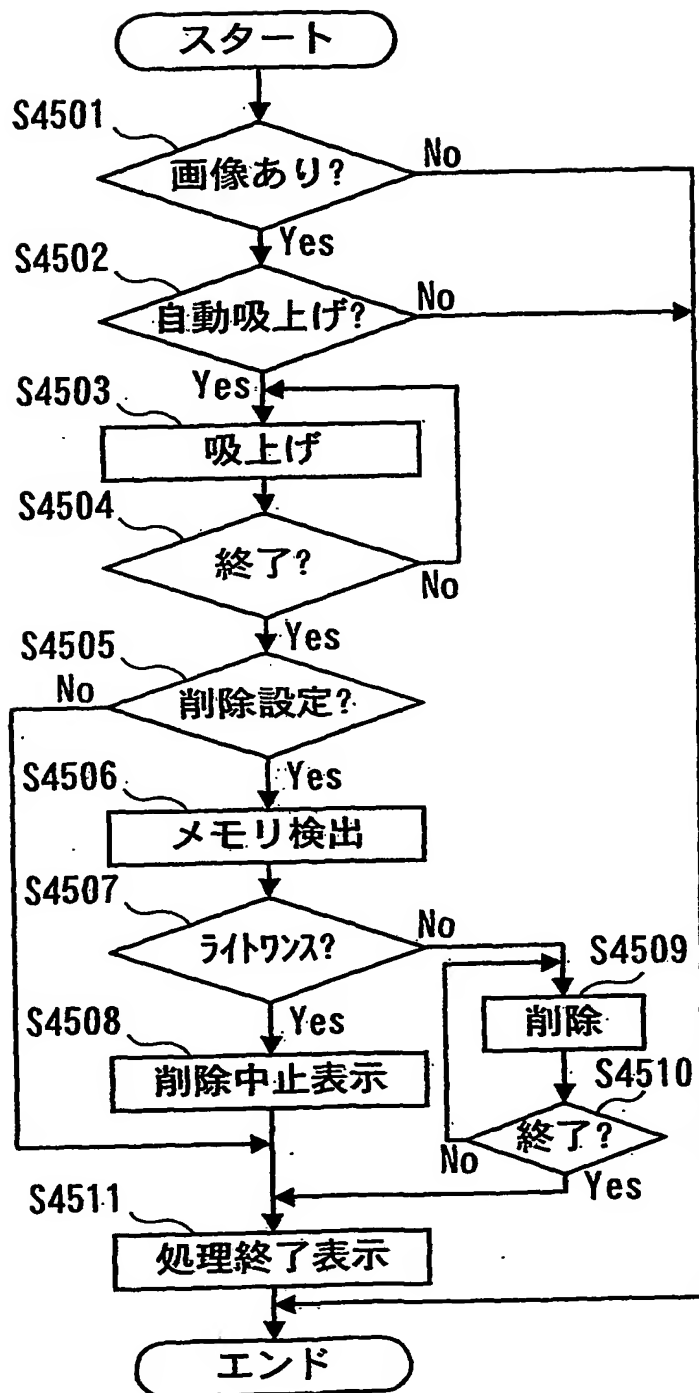 スタート
S4501
画像あり?
No
Yes
S4502
自動吸上げ?
No
Yes
S4503
吸上げ
S4504
終了?
No
Yes
S4505
No
削除設定?
Yes
S4506
メモリ検出
S4507
ライトワンス?
No
Yes
S4509
削除
S4508
削除中止表示
S4510
終了?
No
Yes
S4511
処理終了表示
エンド